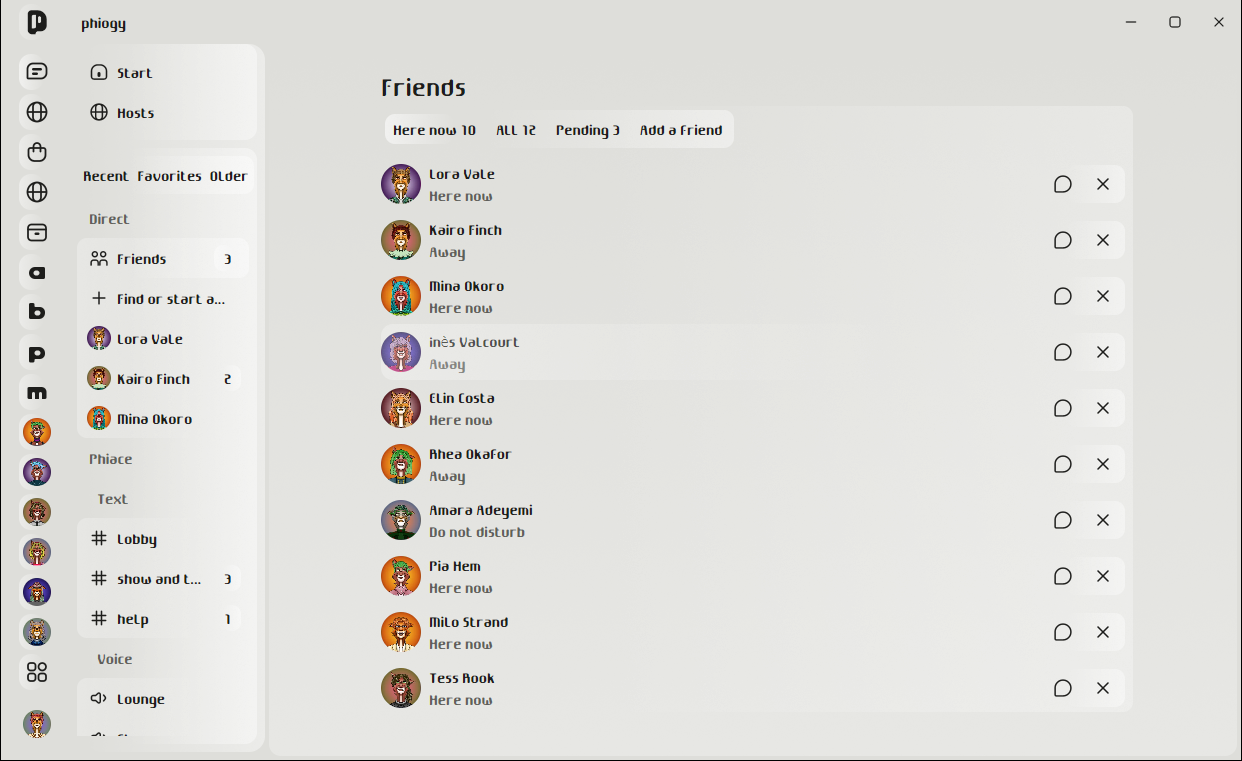 phiogy
Start
Hosts
Recent Favorites Older
Direct
Friends 3
Find or start a...
Lora Vale
Kairo Finch 2
Mina Okoro
Phiace
Text
Lobby
show and t... 3
help 1
Voice
Lounge
a
b
p
m
Friends
Here now 10 ALL 12 Pending 3 Add a friend
Lora Vale
Here now
Kairo Finch
Away
Mina Okoro
Here now
inès Valcourt
Away
Elin Costa
Here now
Rhea Okafor
Away
Amara Adeyemi
Do not disturb
Pia Hem
Here now
Milo Strand
Here now
Tess Rook
Here now